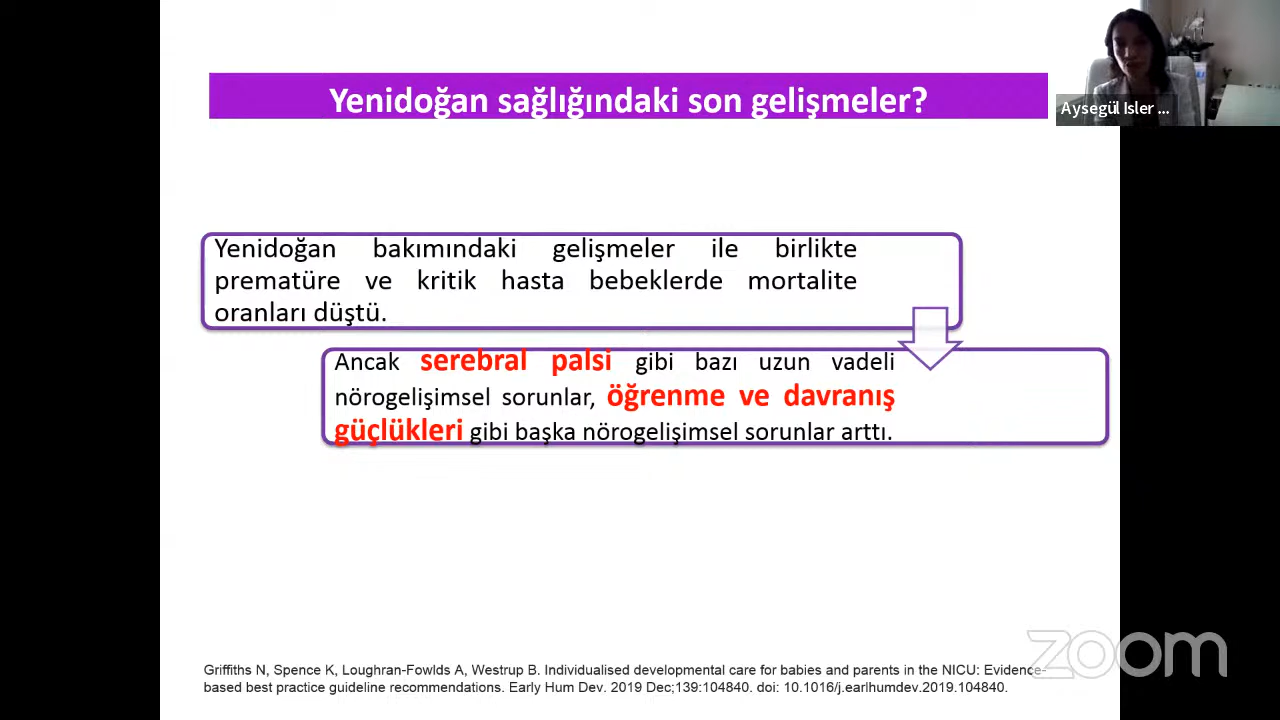 Yenidoğan sağlığındaki son gelişmeler?
Aysegül Isler ...
Yenidoğan bakımındaki gelişmeler ile birlikte
prematüre ve kritik hasta bebeklerde mortalite
oranları düştü.
Ancak serebral palsi gibi bazı uzun vadeli
nörogelişimsel sorunlar, öğrenme ve davranış
güçlükleri gibi başka nörogelişimsel sorunlar arttı.
zoom
Griffiths N, Spence K, Loughran-Fowlds A, Westrup B. Individualised developmental care for babies and parents in the NICU: Evidence-
based best practice guideline recommendations. Early Hum Dev. 2019 Dec;139:104840. doi: 10.1016/j.earlhumdev.2019.104840.